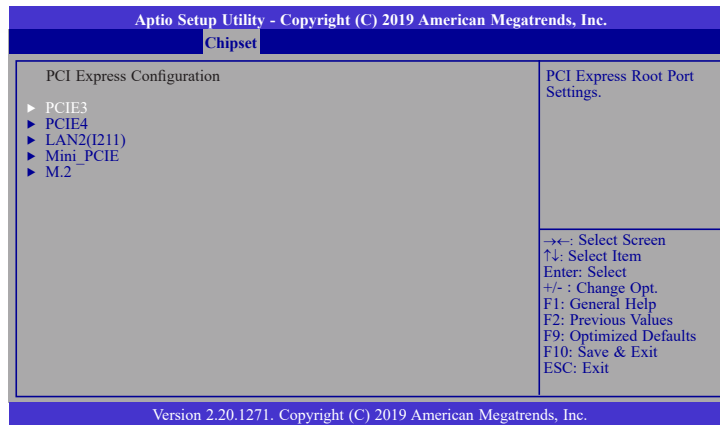 Aptio Setup Utility - Copyright (C) 2019 American Megatrends, Inc.
Chipset
PCI Express Configuration
► PCIE3
► PCIE4
► LAN2(I211)
► Mini_PCIE
► M.2
PCI Express Root Port
Settings.
→←: Select Screen
↑↓: Select Item
Enter: Select
+/- : Change Opt.
F1: General Help
F2: Previous Values
F9: Optimized Defaults
F10: Save & Exit
ESC: Exit
Version 2.20.1271. Copyright (C) 2019 American Megatrends, Inc.